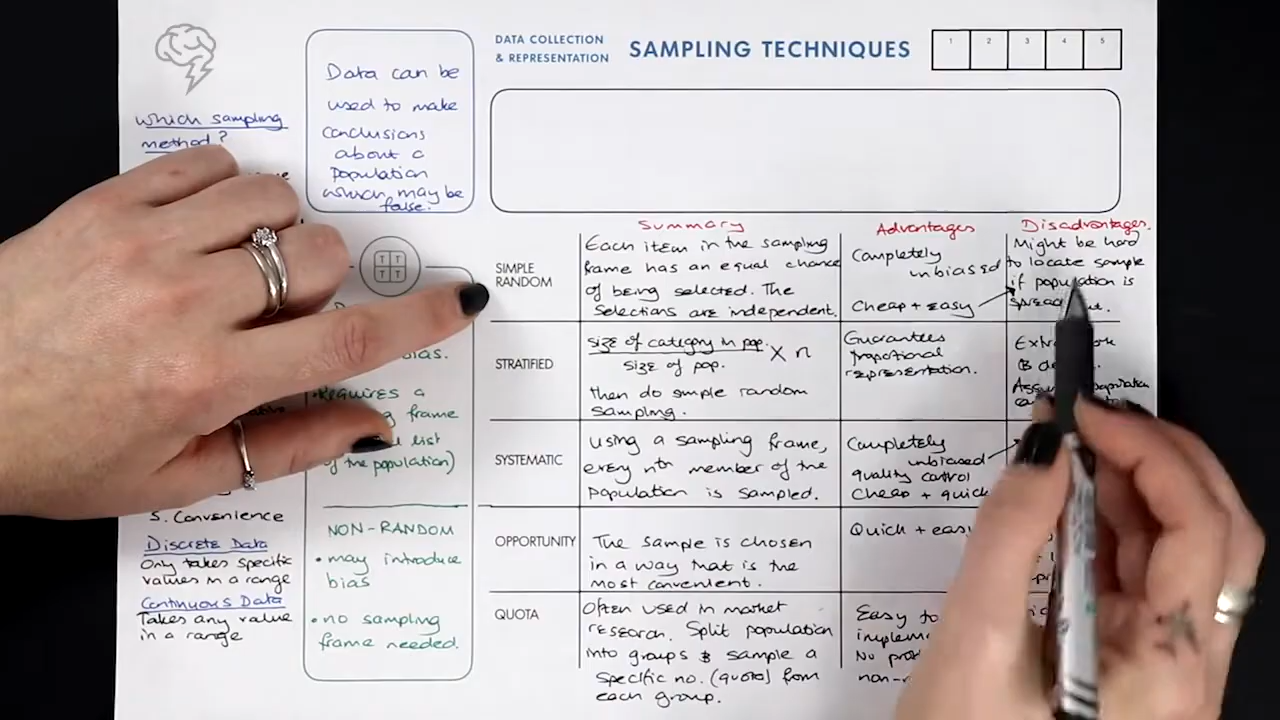 which sampling
method?
5. Convenience
Discrete Data
Only takes specific
values in a range
Continuous Data
Takes any value
in a range
Data can be
used to make
conclusions
about a
population
which may be
false.
T T
T T
bias.
• Requires a
frame
list
of the population)
NON-RANDOM
• may introduce
bias
• no sampling
frame needed.
DATA COLLECTION
& REPRESENTATION
SAMPLING TECHNIQUES
1 2 3 4 5
Summary
Advantages
Disadvantages.
SIMPLE
RANDOM
Each item in the sampling
frame has an equal chance
of being selected. The
selections are independent.
Completely
unbiased
Cheap + easy
Might be hard
to locate sample
if population is
spread
STRATIFIED
size of category in pop.
size of pop.
× n
then do simple random
sampling.
Guarantees
proportional
representation.
SYSTEMATIC
using a sampling frame,
every nth member of the
population is sampled.
Completely
unbiased
quality control
Cheap + quick
OPPORTUNITY
The sample is chosen
in a way that is the
most convenient.
Quick + easy
QUOTA
Often used in market
research. Split population
into groups & sample a
specific no. (quota) from
each group.
Easy to
No